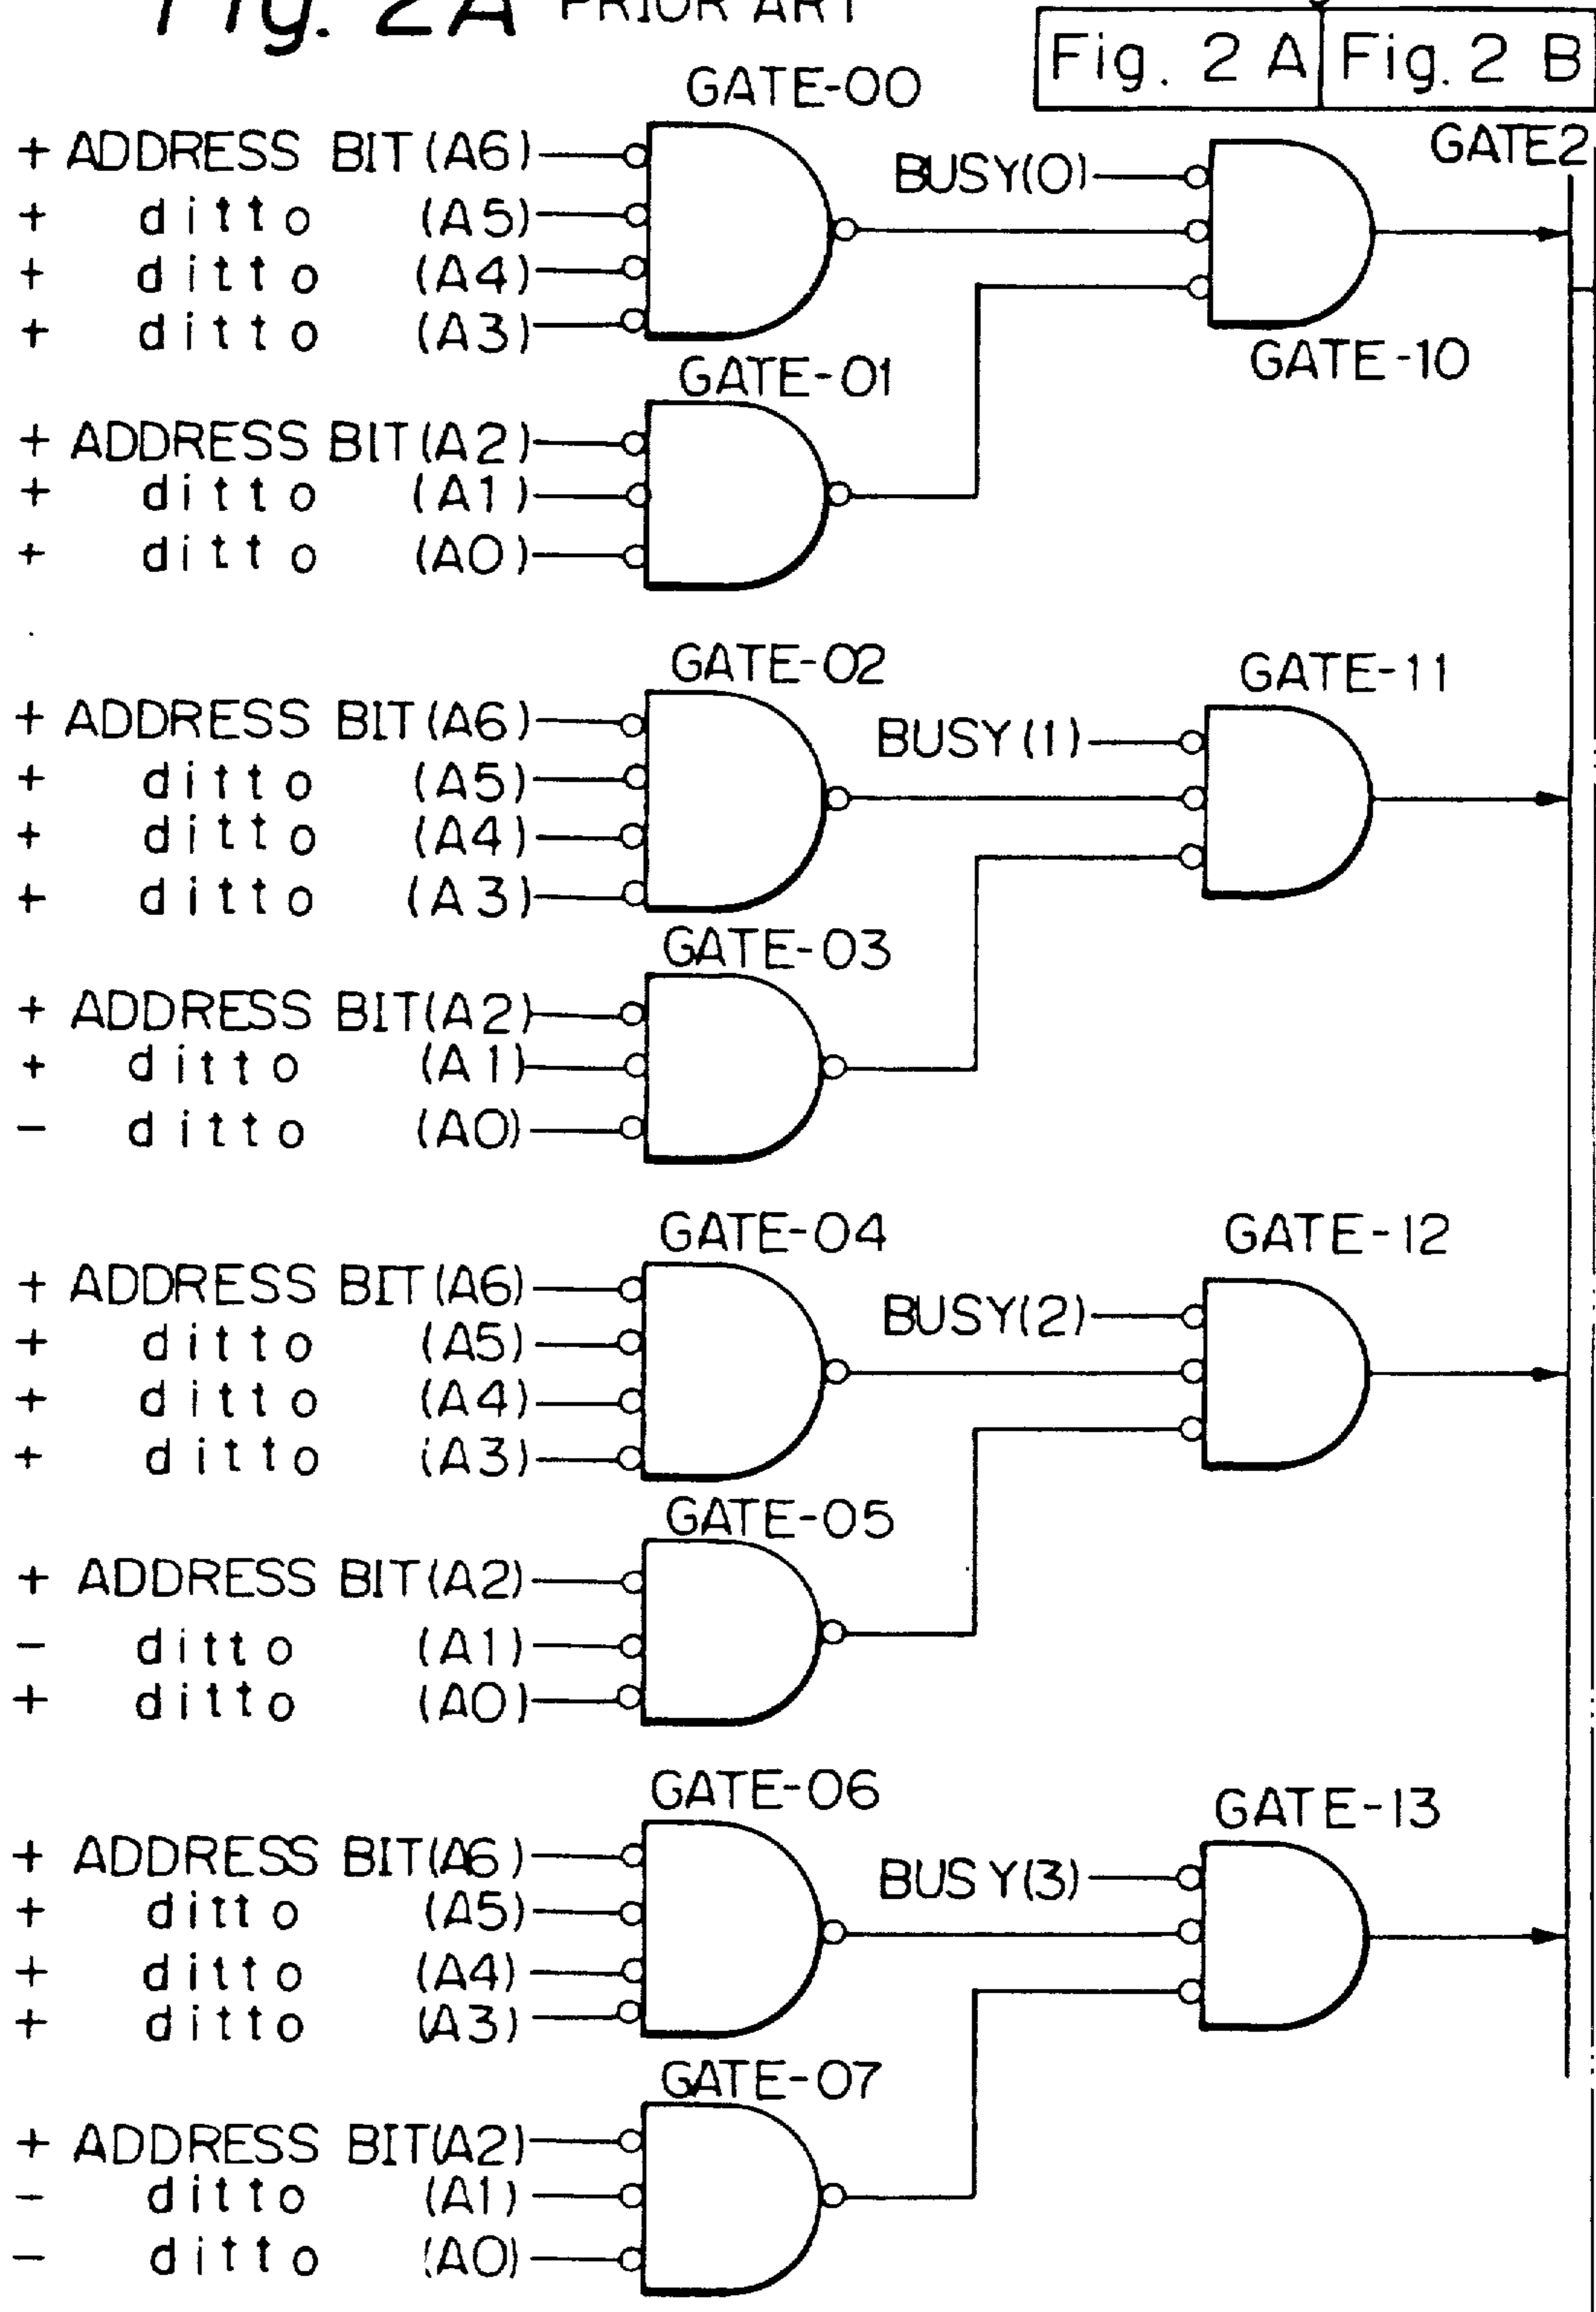 Fig. 2A PRIOR ART
Fig. 2 A Fig. 2 B
GATE-00
+ ADDRESS BIT(A6)
+ ditto (A5)
+ ditto (A4)
+ ditto (A3)
BUSY(0)
GATE2
GATE-10
GATE-01
+ ADDRESS BIT(A2)
+ ditto (A1)
+ ditto (A0)
GATE-02
+ ADDRESS BIT(A6)
+ ditto (A5)
+ ditto (A4)
+ ditto (A3)
BUSY(1)
GATE-11
GATE-03
+ ADDRESS BIT(A2)
+ ditto (A1)
- ditto (A0)
GATE-04
+ ADDRESS BIT(A6)
+ ditto (A5)
+ ditto (A4)
+ ditto (A3)
BUSY(2)
GATE-12
GATE-05
+ ADDRESS BIT(A2)
- ditto (A1)
+ ditto (A0)
GATE-06
+ ADDRESS BIT(A6)
+ ditto (A5)
+ ditto (A4)
+ ditto (A3)
BUSY(3)
GATE-13
GATE-07
+ ADDRESS BIT(A2)
- ditto (A1)
- ditto (A0)